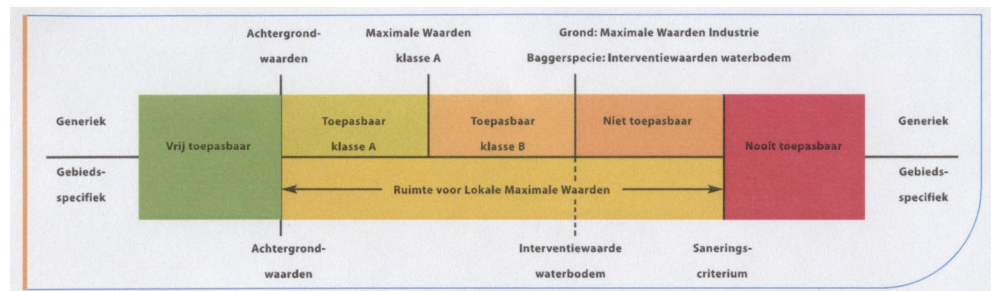 Achtergrond-
waarden
Maximale Waarden
klasse A
Grond: Maximale Waarden Industrie
Baggerspecie: Interventiewaarden waterbodem
Generiek
Vrij toepasbaar
Toepasbaar
klasse A
Toepasbaar
klasse B
Niet toepasbaar
Nooit toepasbaar
Generiek
Gebieds-
specifiek
Ruimte voor Lokale Maximale Waarden
Gebieds-
specifiek
Achtergrond-
waarden
Interventiewaarde
waterbodem
Sanerings-
criterium